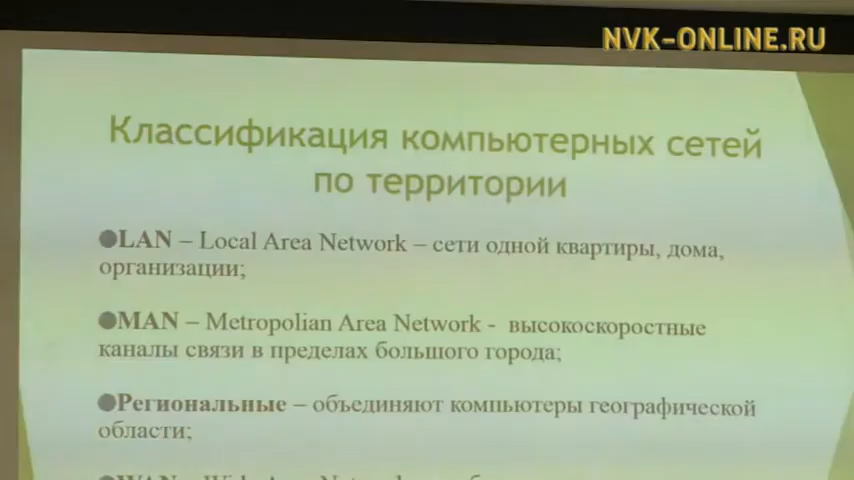 NVK-ONLINE.RU
Классификация компьютерных сетей
по территории
●LAN – Local Area Network – сети одной квартиры, дома,
организации;
●MAN – Metropolian Area Network - высокоскоростные
каналы связи в пределах большого города;
●Региональные – объединяют компьютеры географической
области;